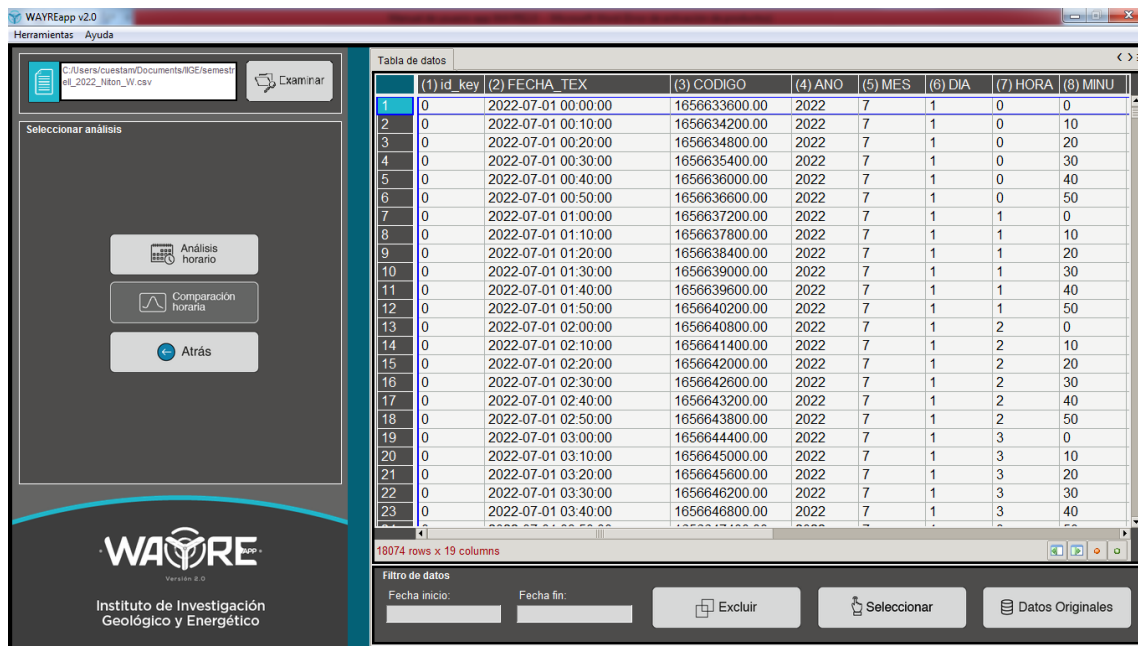 WAYREapp v2.0
Herramientas Ayuda
C:/Users/cuestam/Documents/IIGE/semestr
ell_2022_Niton_W.csv
Examinar
Seleccionar análisis
Análisis
horario
Comparación
horaria
Atrás
WAYRE APP
Versión 2.0
Instituto de Investigación
Geológico y Energético
Tabla de datos
(1) id_key (2) FECHA_TEX (3) CODIGO (4) ANO (5) MES (6) DIA (7) HORA (8) MINU
1 0 2022-07-01 00:00:00 1656633600.00 2022 7 1 0 0
2 0 2022-07-01 00:10:00 1656634200.00 2022 7 1 0 10
3 0 2022-07-01 00:20:00 1656634800.00 2022 7 1 0 20
4 0 2022-07-01 00:30:00 1656635400.00 2022 7 1 0 30
5 0 2022-07-01 00:40:00 1656636000.00 2022 7 1 0 40
6 0 2022-07-01 00:50:00 1656636600.00 2022 7 1 0 50
7 0 2022-07-01 01:00:00 1656637200.00 2022 7 1 1 0
8 0 2022-07-01 01:10:00 1656637800.00 2022 7 1 1 10
9 0 2022-07-01 01:20:00 1656638400.00 2022 7 1 1 20
10 0 2022-07-01 01:30:00 1656639000.00 2022 7 1 1 30
11 0 2022-07-01 01:40:00 1656639600.00 2022 7 1 1 40
12 0 2022-07-01 01:50:00 1656640200.00 2022 7 1 1 50
13 0 2022-07-01 02:00:00 1656640800.00 2022 7 1 2 0
14 0 2022-07-01 02:10:00 1656641400.00 2022 7 1 2 10
15 0 2022-07-01 02:20:00 1656642000.00 2022 7 1 2 20
16 0 2022-07-01 02:30:00 1656642600.00 2022 7 1 2 30
17 0 2022-07-01 02:40:00 1656643200.00 2022 7 1 2 40
18 0 2022-07-01 02:50:00 1656643800.00 2022 7 1 2 50
19 0 2022-07-01 03:00:00 1656644400.00 2022 7 1 3 0
20 0 2022-07-01 03:10:00 1656645000.00 2022 7 1 3 10
21 0 2022-07-01 03:20:00 1656645600.00 2022 7 1 3 20
22 0 2022-07-01 03:30:00 1656646200.00 2022 7 1 3 30
23 0 2022-07-01 03:40:00 1656646800.00 2022 7 1 3 40
18074 rows x 19 columns
Filtro de datos
Fecha inicio: Fecha fin:
Excluir
Seleccionar
Datos Originales